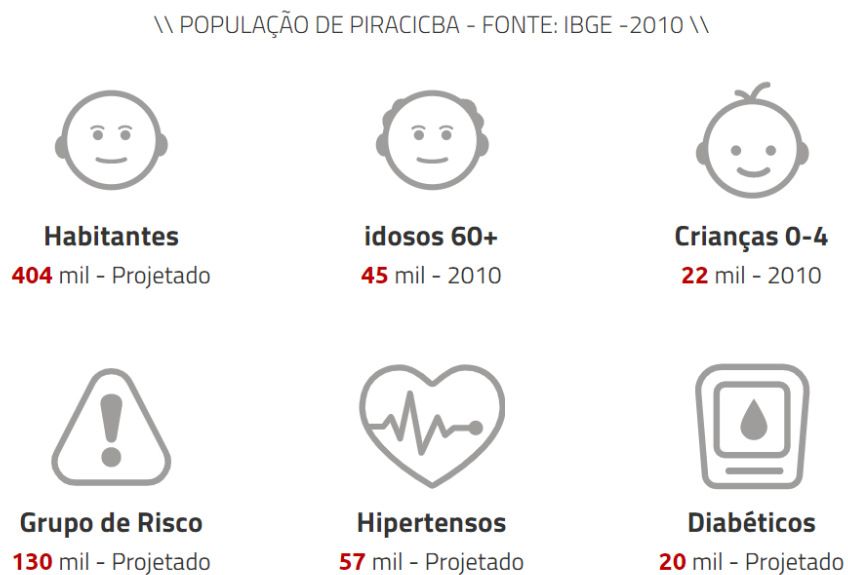 \\ POPULAÇÃO DE PIRACICBA - FONTE: IBGE -2010 \\
Habitantes
404 mil - Projetado
idosos 60+
45 mil - 2010
Crianças 0-4
22 mil - 2010
Grupo de Risco
130 mil - Projetado
Hipertensos
57 mil - Projetado
Diabéticos
20 mil - Projetado